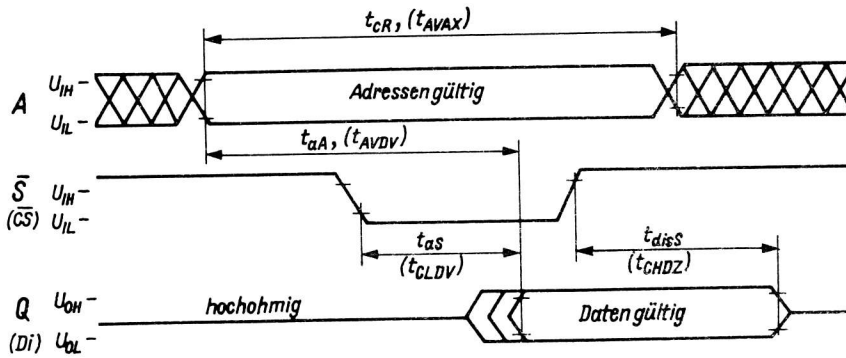 t_cR, (t_AVAX)
U_IH
A
Adressen gültig
U_IL
t_aA, (t_AVDV)
S̅
U_IH
(C̅S̅)
U_IL
t_aS
(t_CLDV)
t_disS
(t_CHDZ)
Q
U_OH
hochohmig
Daten gültig
(Di)
U_OL